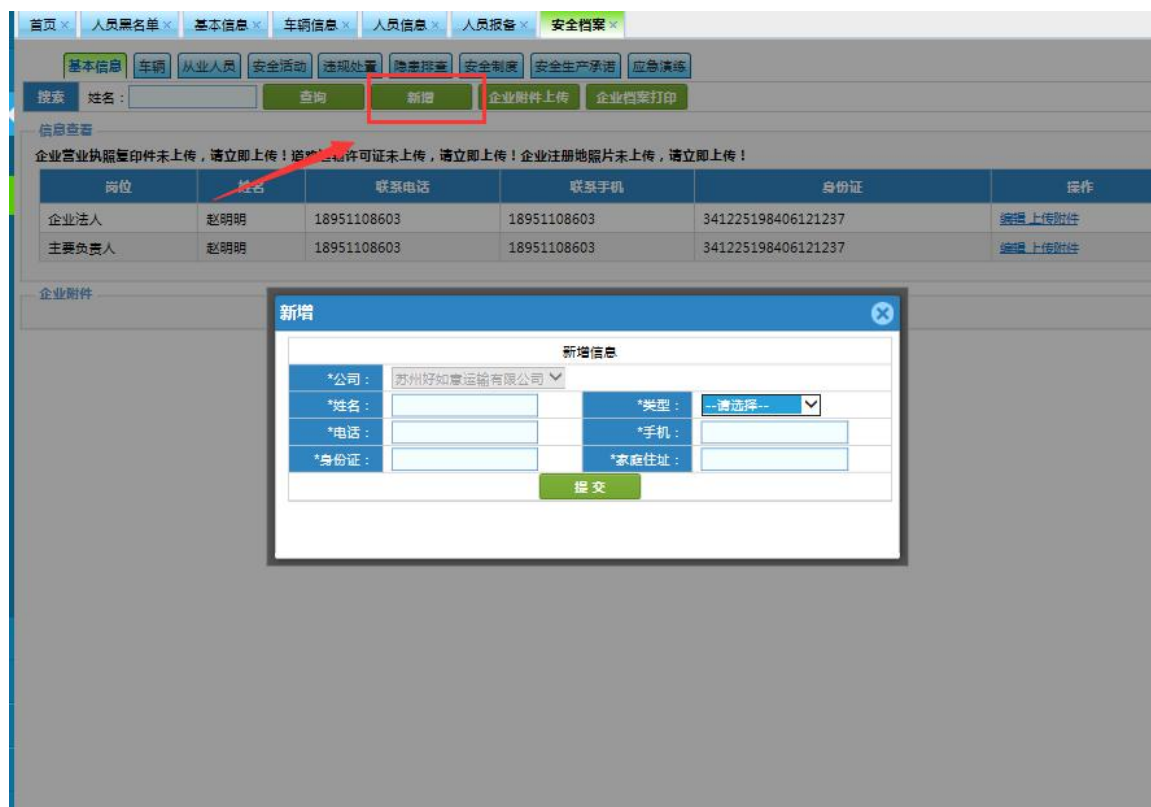 首页 人员黑名单 基本信息 车辆信息 人员信息 人员报备 安全档案
基本信息 车辆 从业人员 安全活动 违规处置 隐患排查 安全制度 安全生产承诺 应急演练
搜索 姓名： 查询 新增 企业附件上传 企业档案打印
信息查看
企业营业执照复印件未上传，请立即上传！道路运输许可证未上传，请立即上传！企业注册地照片未上传，请立即上传！
岗位 姓名 联系电话 联系手机 身份证 操作
企业法人 赵明明 18951108603 18951108603 341225198406121237 编辑 上传附件
主要负责人 赵明明 18951108603 18951108603 341225198406121237 编辑 上传附件
企业附件
新增
新增信息
*公司： 苏州好如意运输有限公司
*姓名： *类型： --请选择--
*电话： *手机：
*身份证： *家庭住址：
提 交